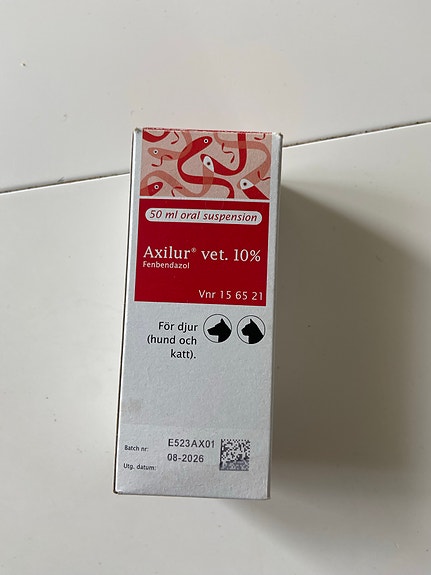 50 ml oral suspension
Axilur® vet. 10%
Fenbendazol
Vnr 15 65 21
För djur
(hund och
katt).
Batch nr: E523AX01
Utg. datum: 08-2026